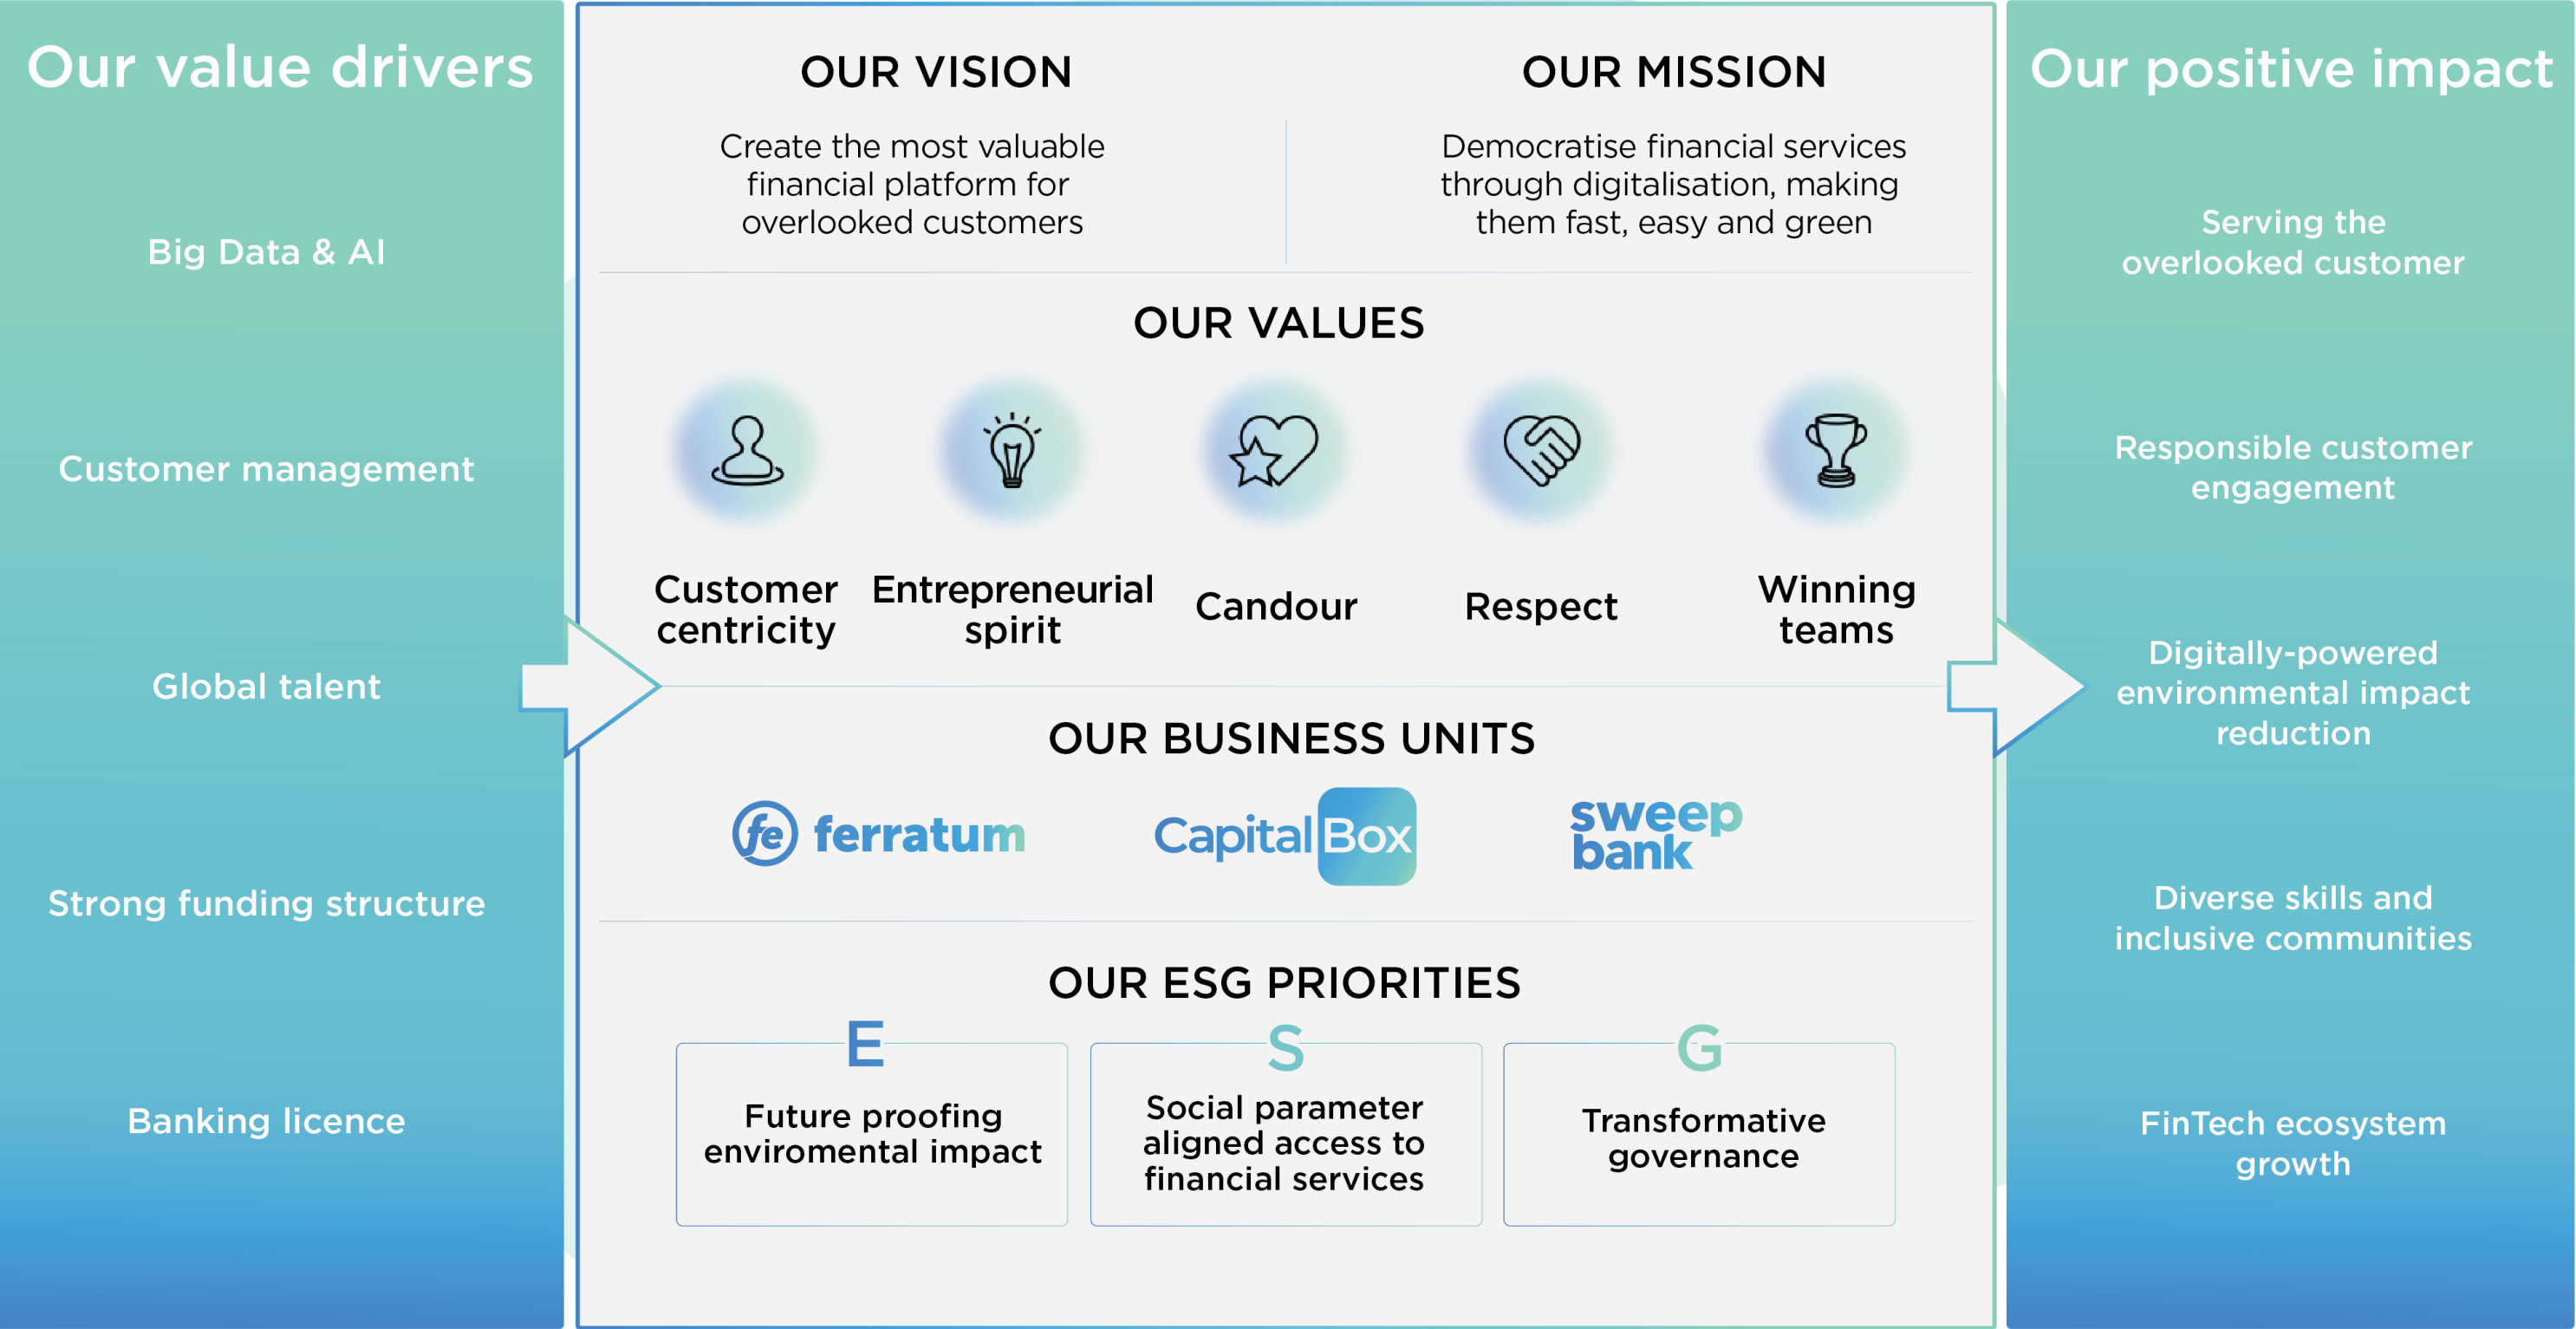 Our value drivers
Big Data & AI
Customer management
Global talent
Strong funding structure
Banking licence
OUR VISION
Create the most valuable
financial platform for
overlooked customers
OUR MISSION
Democratise financial services
through digitalisation, making
them fast, easy and green
OUR VALUES
Customer
centricity
Entrepreneurial
spirit
Candour
Respect
Winning
teams
OUR BUSINESS UNITS
fe ferratum
CapitalBox
sweep
bank
OUR ESG PRIORITIES
E
Future proofing
enviromental impact
S
Social parameter
aligned access to
financial services
G
Transformative
governance
Our positive impact
Serving the
overlooked customer
Responsible customer
engagement
Digitally-powered
environmental impact
reduction
Diverse skills and
inclusive communities
FinTech ecosystem
growth